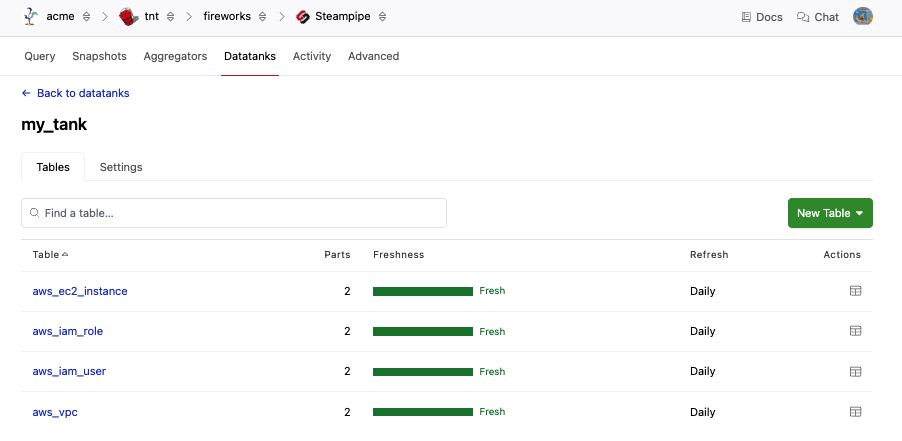 acme tnt fireworks Steampipe Docs Chat
Query Snapshots Aggregators Datatanks Activity Advanced
← Back to datatanks
my_tank
Tables Settings
Find a table... New Table
Table Parts Freshness Refresh Actions
aws_ec2_instance 2 Fresh Daily
aws_iam_role 2 Fresh Daily
aws_iam_user 2 Fresh Daily
aws_vpc 2 Fresh Daily